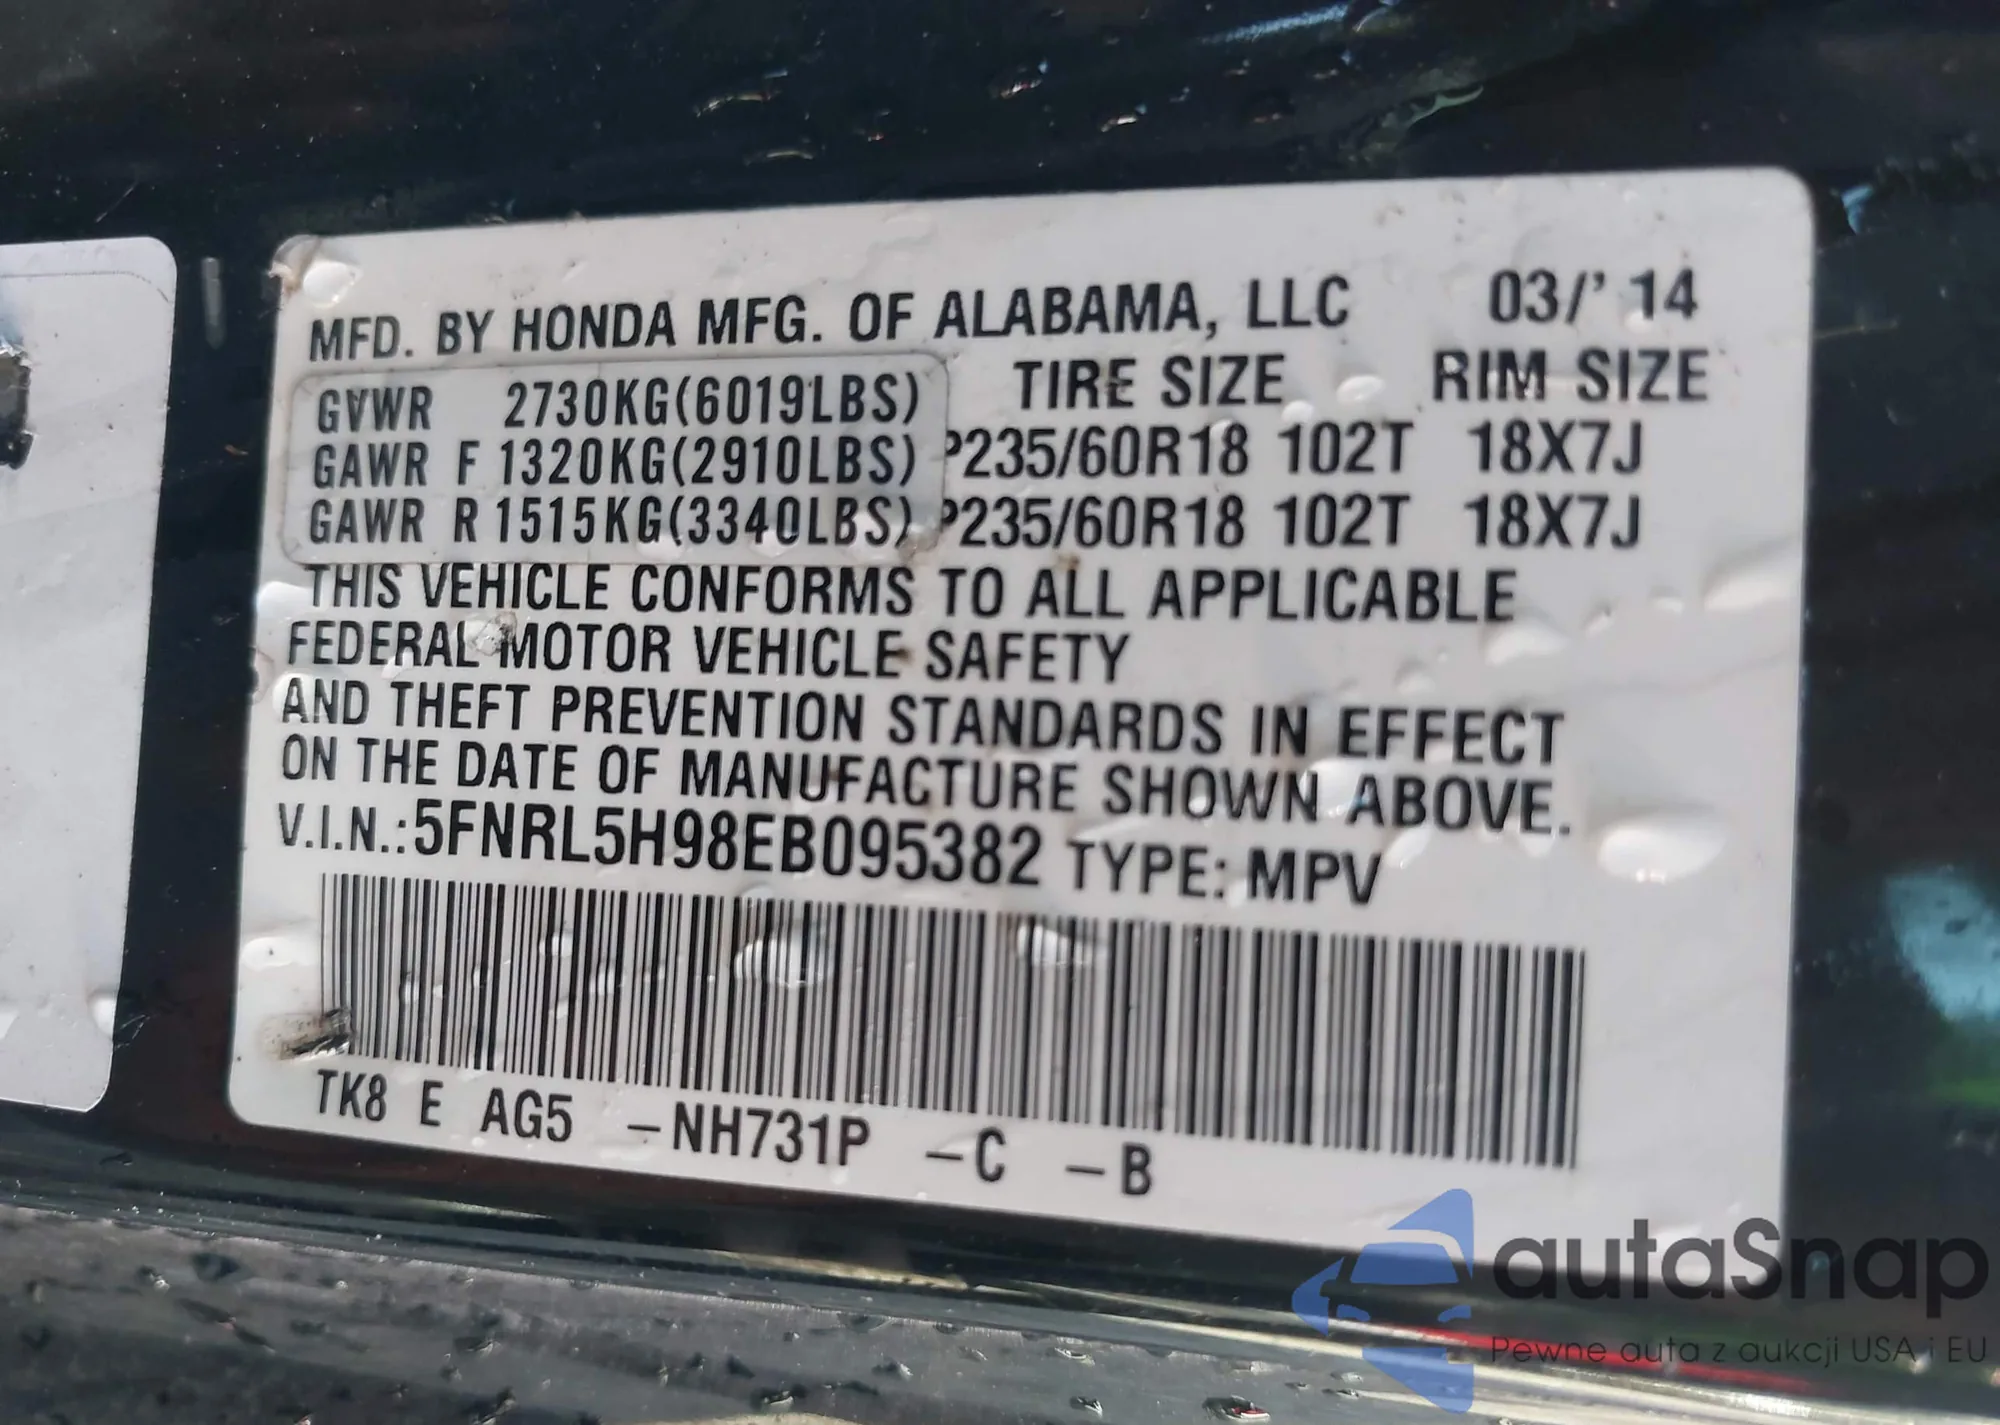 MFD. BY HONDA MFG. OF ALABAMA, LLC 03/' 14
TIRE SIZE RIM SIZE
GVWR 2730KG(6019LBS)
GAWR F 1320KG(2910LBS) P235/60R18 102T 18X7J
GAWR R 1515KG(3340LBS) P235/60R18 102T 18X7J
THIS VEHICLE CONFORMS TO ALL APPLICABLE
FEDERAL MOTOR VEHICLE SAFETY
AND THEFT PREVENTION STANDARDS IN EFFECT
ON THE DATE OF MANUFACTURE SHOWN ABOVE.
V.I.N.:5FNRL5H98EB095382 TYPE: MPV
TK8 E AG5 -NH731P -C -B
autaSnap
Pewne auta z aukcji USA i EU